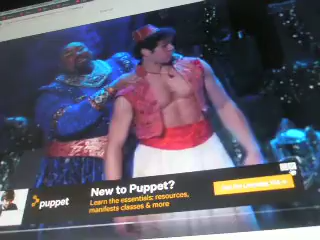 puppet
New to Puppet?
Learn the essentials: resources,
manifests classes & more